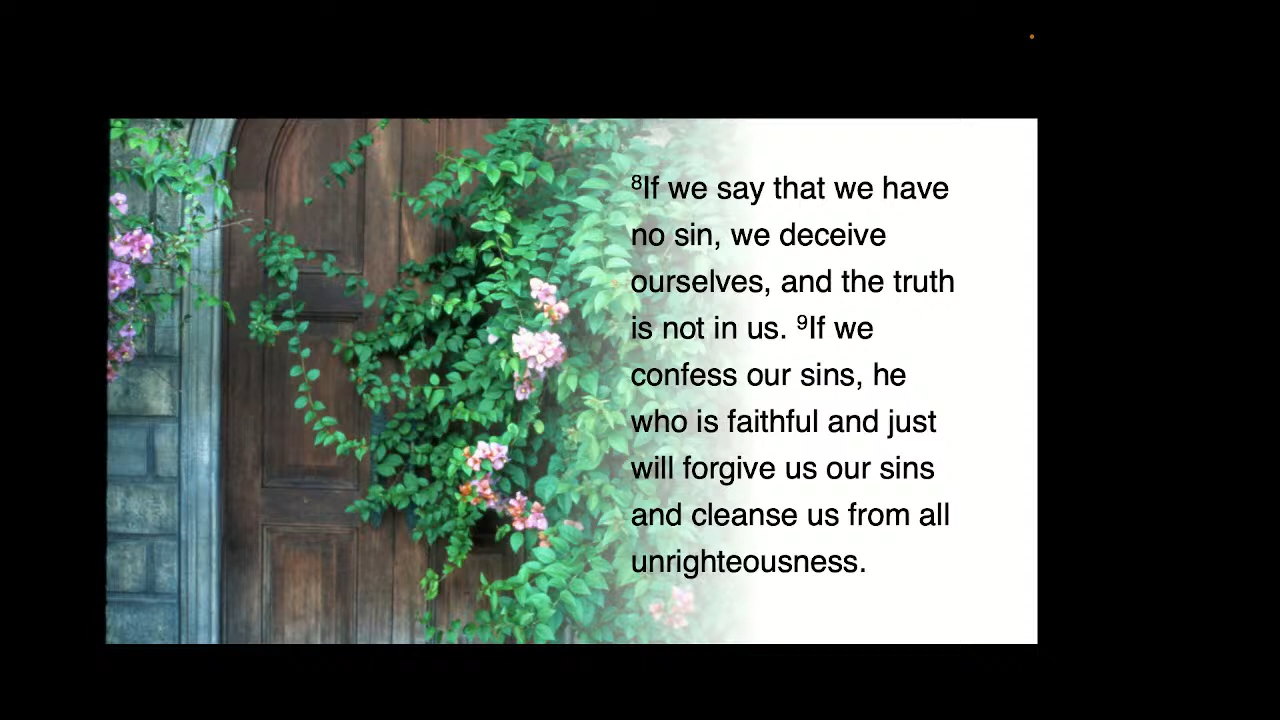 ⁸If we say that we have
no sin, we deceive
ourselves, and the truth
is not in us. ⁹If we
confess our sins, he
who is faithful and just
will forgive us our sins
and cleanse us from all
unrighteousness.